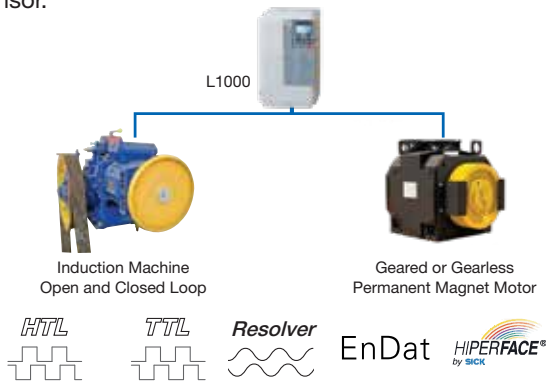 nsor.
L1000
Induction Machine
Open and Closed Loop
Geared or Gearless
Permanent Magnet Motor
HTL
TTL
Resolver
EnDat
HIPERFACE®
by SICK